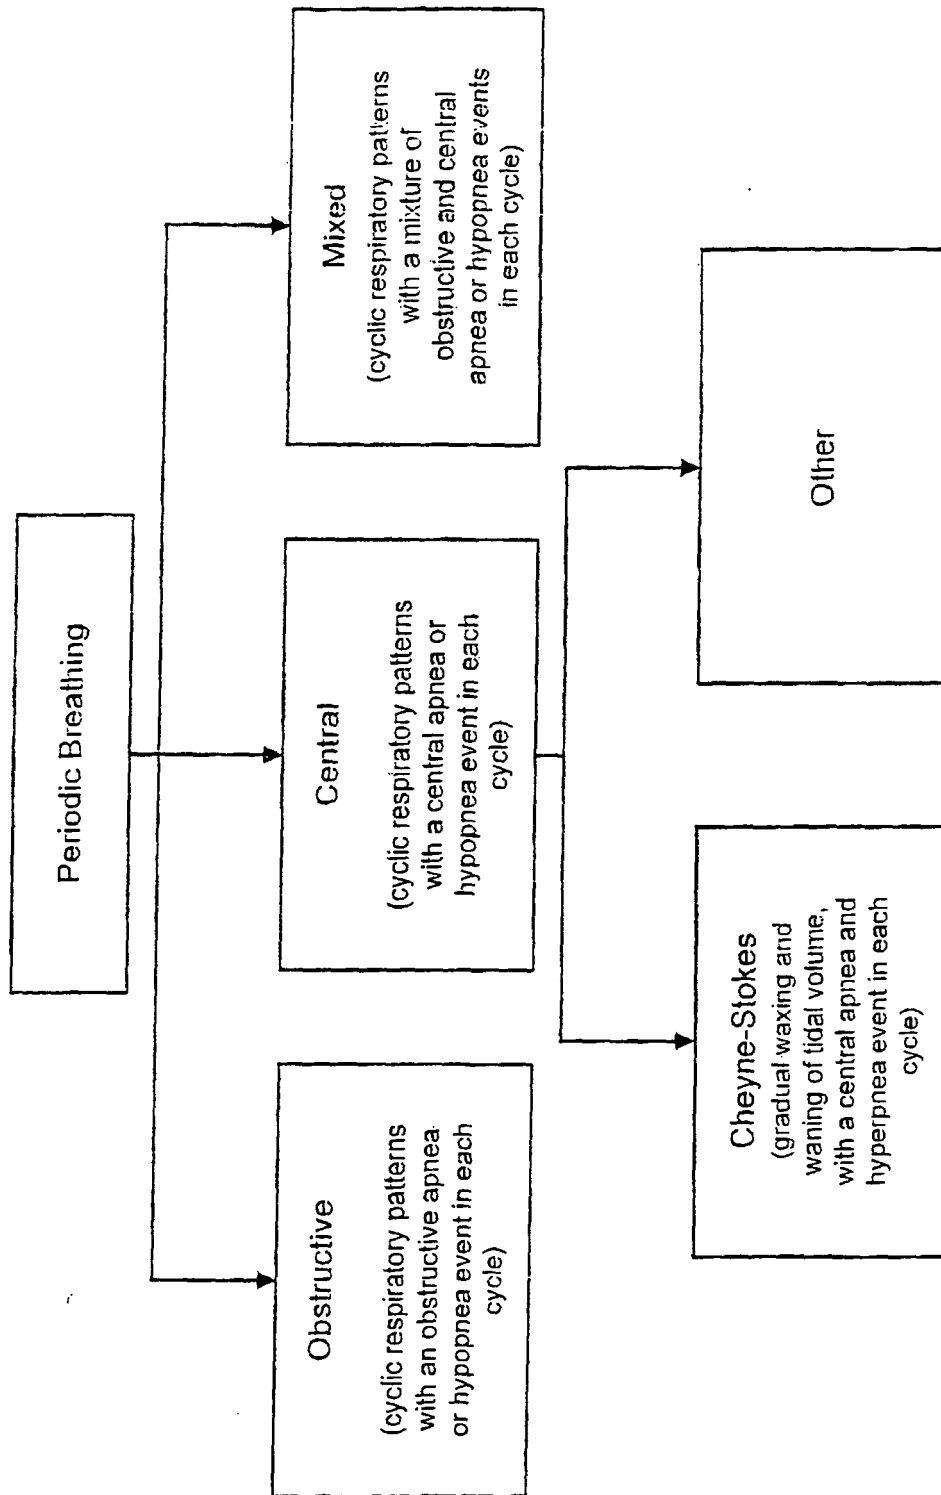 Periodic Breathing
Obstructive
(cyclic respiratory patterns
with an obstructive apnea
or hypopnea event in each
cycle)
Central
(cyclic respiratory patterns
with a central apnea or
hypopnea event in each
cycle)
Mixed
(cyclic respiratory patterns
with a mixture of
obstructive and central
apnea or hypopnea events
in each cycle)
Cheyne-Stokes
(gradual waxing and
waning of tidal volume,
with a central apnea and
hyperpnea event in each
cycle)
Other